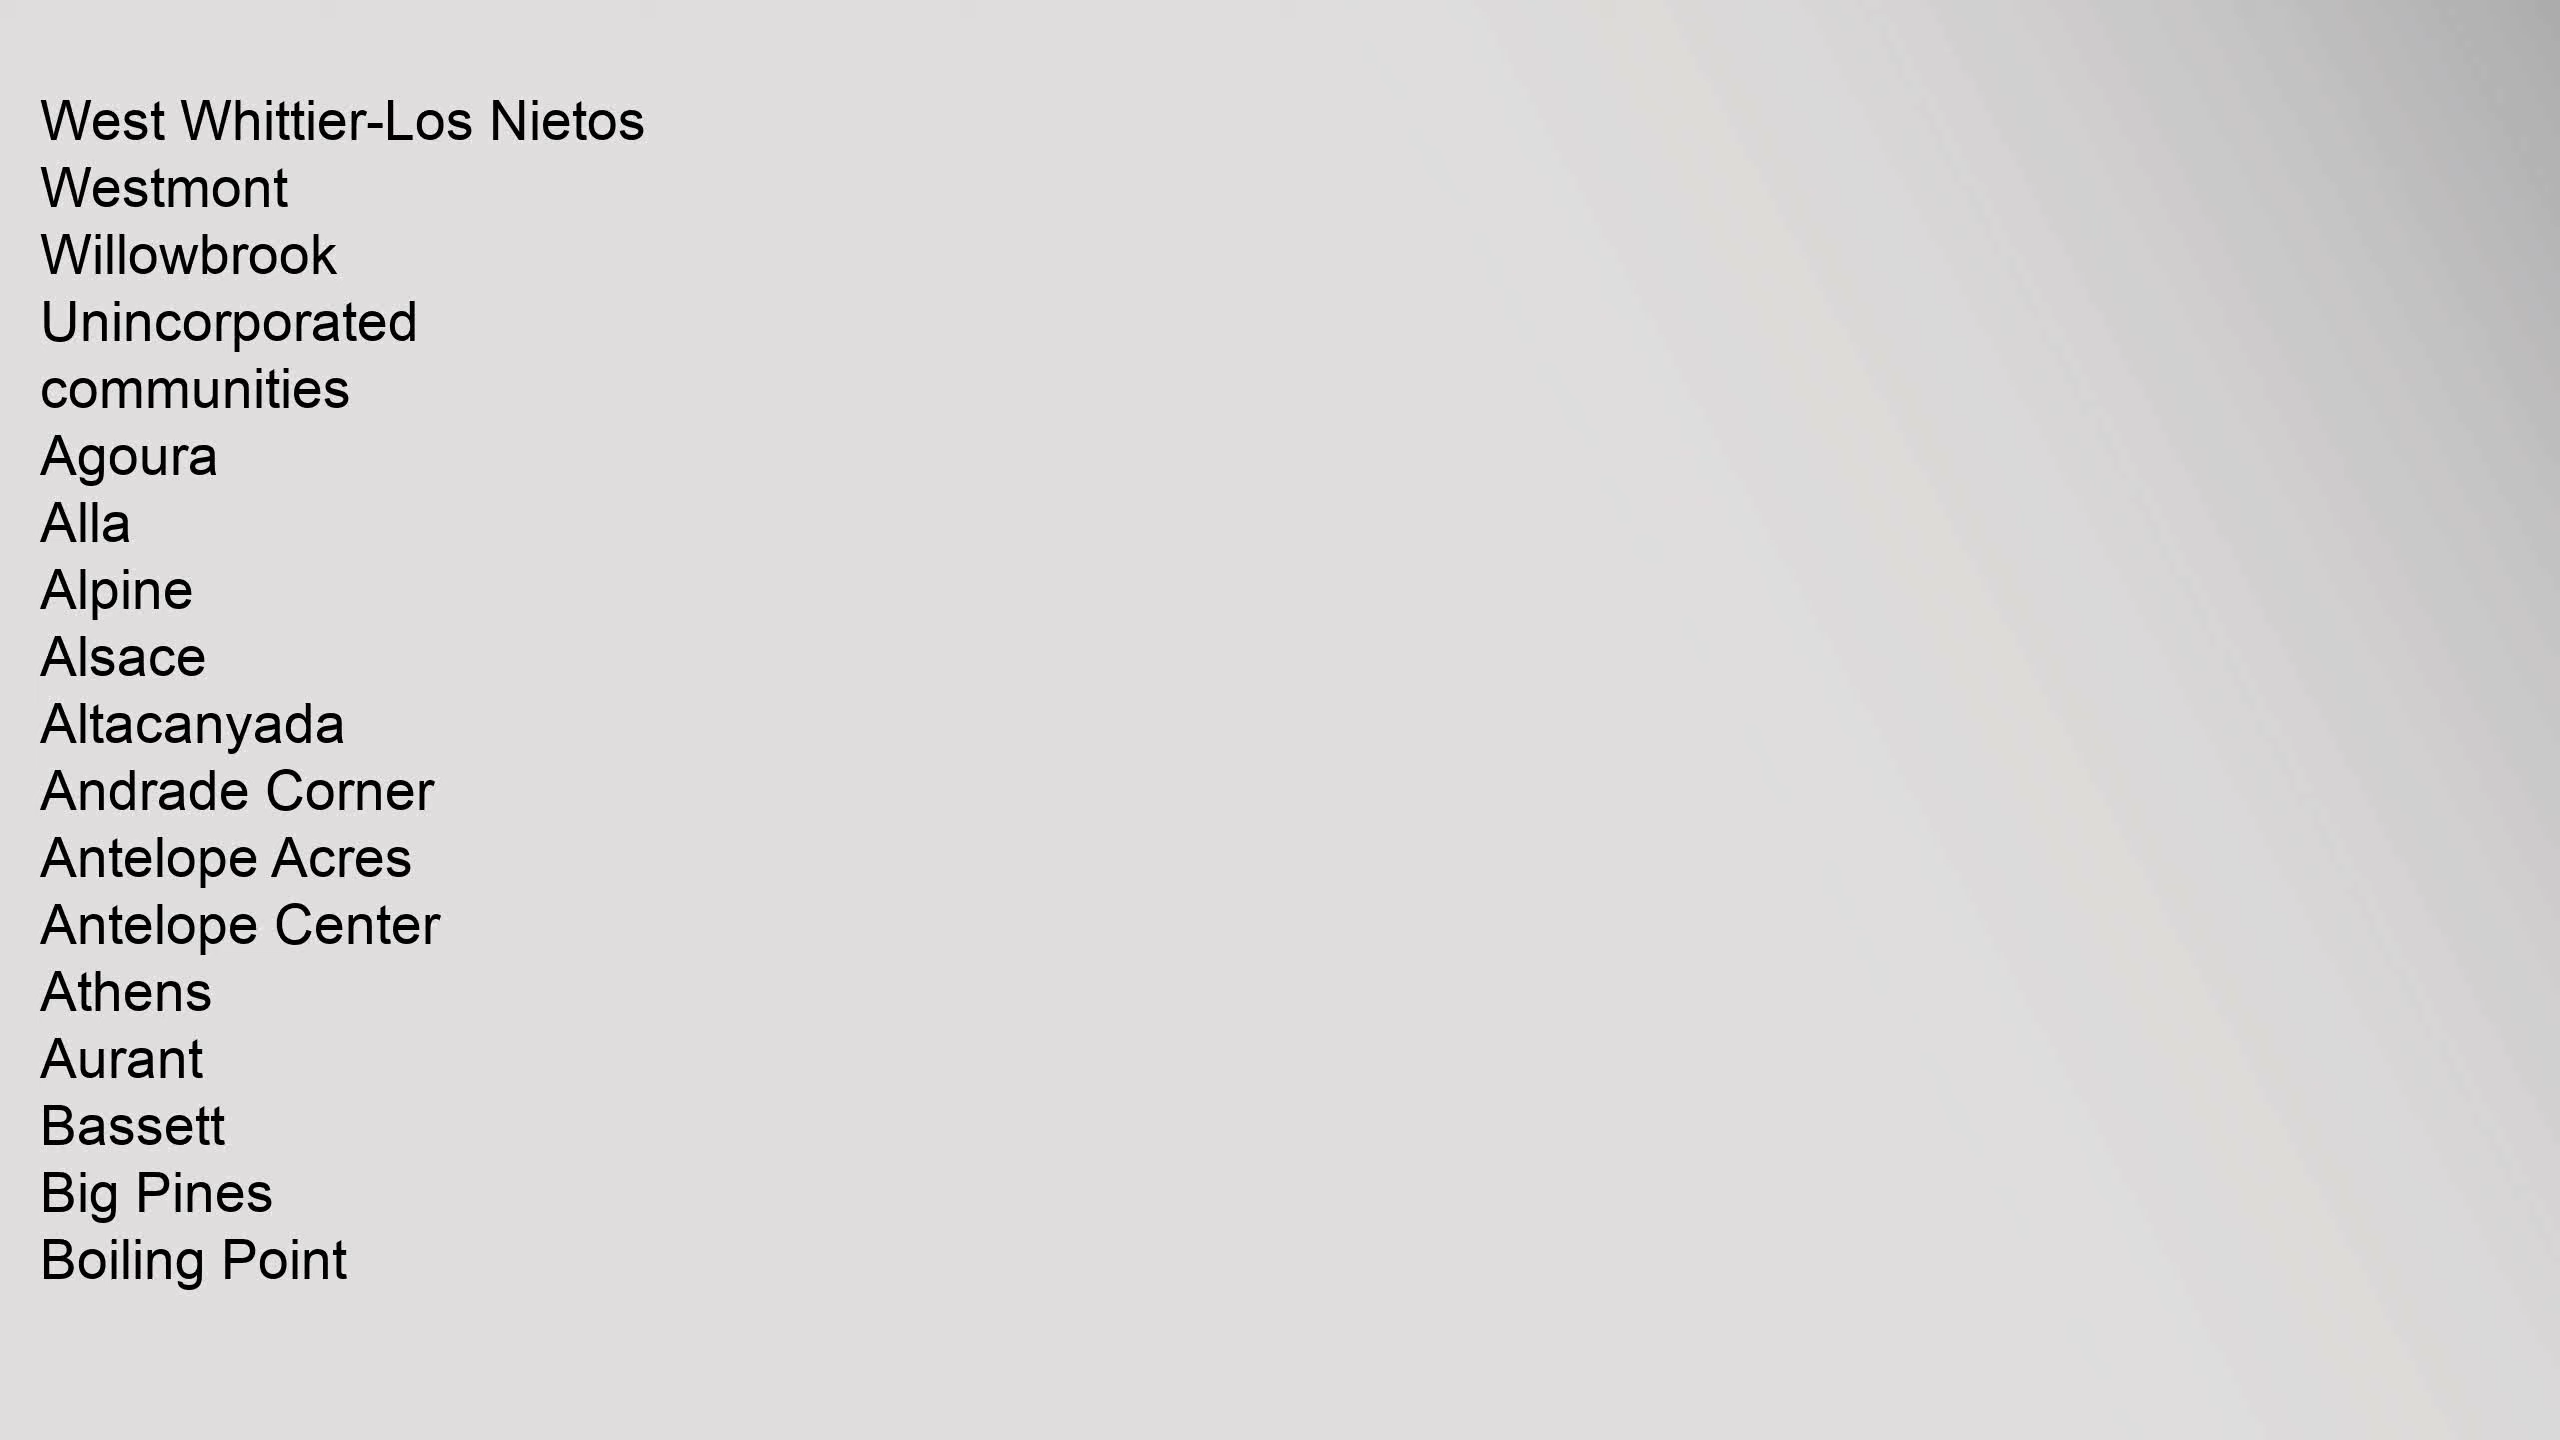 West Whittier-Los Nietos
Westmont
Willowbrook
Unincorporated
communities
Agoura
Alla
Alpine
Alsace
Altacanyada
Andrade Corner
Antelope Acres
Antelope Center
Athens
Aurant
Bassett
Big Pines
Boiling Point